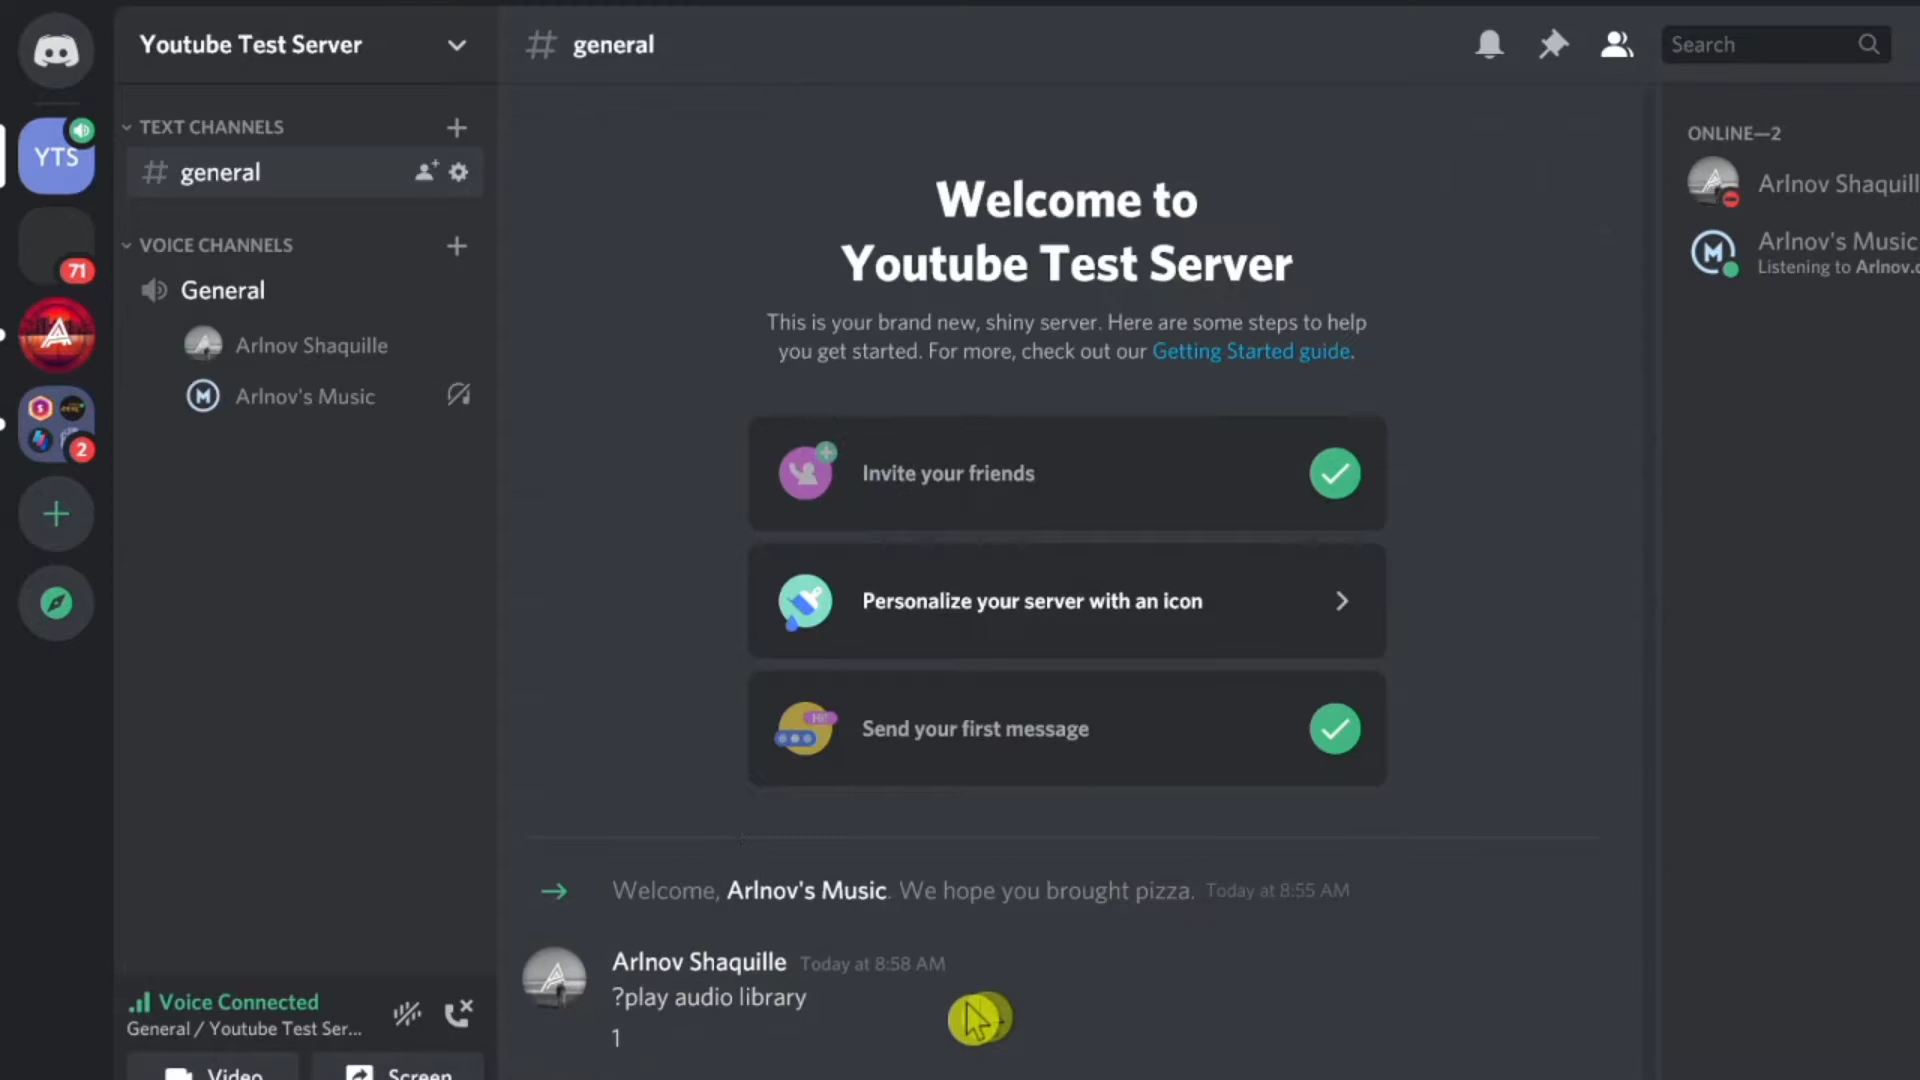 Youtube Test Server
general
Search
TEXT CHANNELS
general
VOICE CHANNELS
General
Arlnov Shaquille
Arlnov's Music
YTS
71
2
Welcome to
Youtube Test Server
This is your brand new, shiny server. Here are some steps to help
you get started. For more, check out our Getting Started guide.
Invite your friends
Personalize your server with an icon
Hi!
Send your first message
Welcome, Arlnov's Music. We hope you brought pizza. Today at 8:55 AM
Arlnov Shaquille Today at 8:58 AM
?play audio library
1
Voice Connected
General / Youtube Test Ser...
Video
Screen
ONLINE—2
Arlnov Shaquill
Arlnov's Music
Listening to Arlnov.